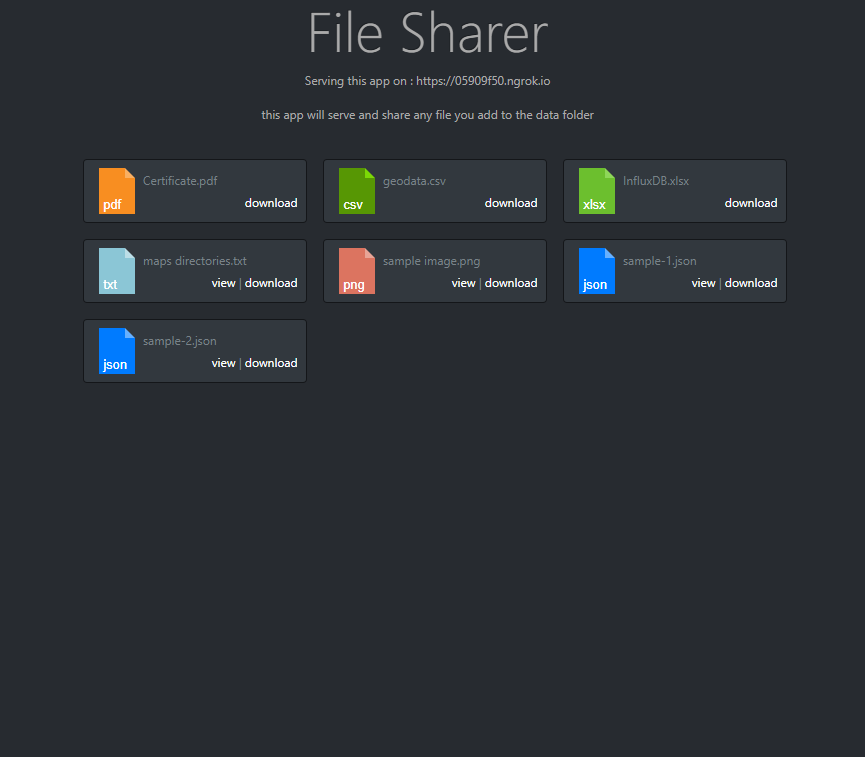 File Sharer
Serving this app on : https://05909f50.ngrok.io
this app will serve and share any file you add to the data folder
pdf
Certificate.pdf
download
csv
geodata.csv
download
xlsx
InfluxDB.xlsx
download
txt
maps directories.txt
view | download
png
sample image.png
view | download
json
sample-1.json
view | download
json
sample-2.json
view | download